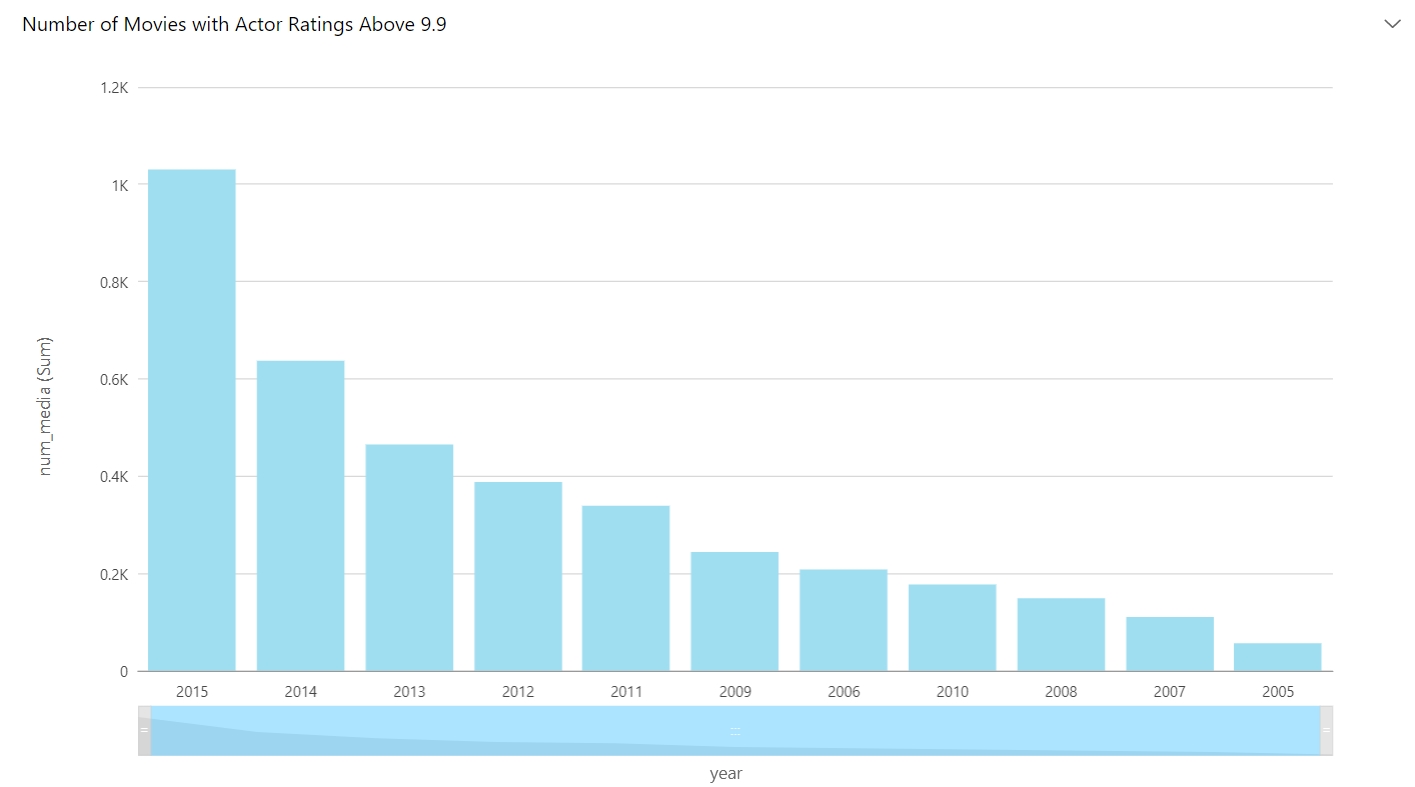 Number of Movies with Actor Ratings Above 9.9
1.2K
1K
0.8K
0.6K
0.4K
0.2K
0
num_media (Sum)
2015 2014 2013 2012 2011 2009 2006 2010 2008 2007 2005
year